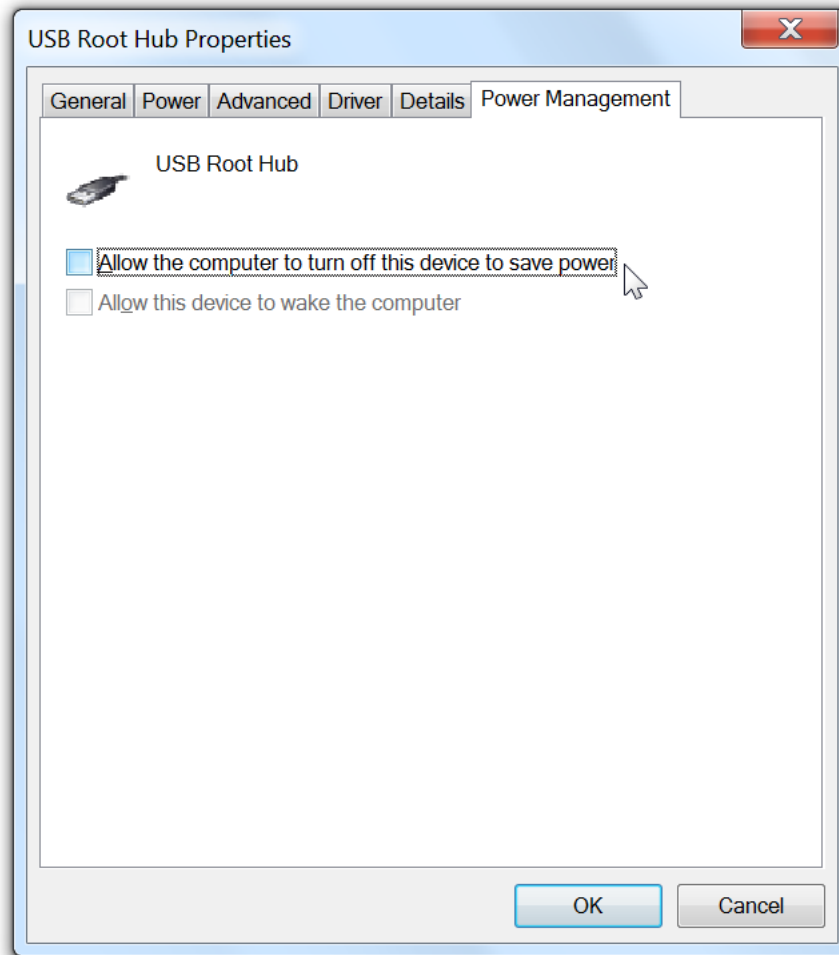 USB Root Hub Properties
General Power Advanced Driver Details Power Management
USB Root Hub
Allow the computer to turn off this device to save power
Allow this device to wake the computer
OK Cancel